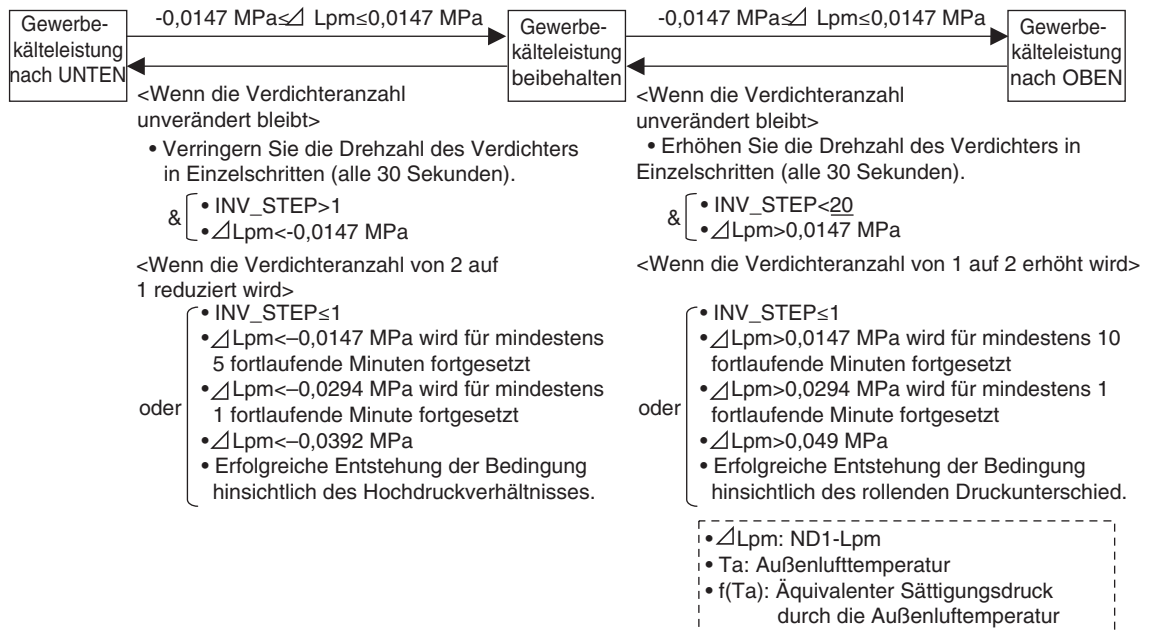 Gewerbe-
kälteleistung
nach UNTEN
-0,0147 MPa≤⊿ Lpm≤0,0147 MPa
Gewerbe-
kälteleistung
beibehalten
-0,0147 MPa≤⊿ Lpm≤0,0147 MPa
Gewerbe-
kälteleistung
nach OBEN
<Wenn die Verdichteranzahl
unverändert bleibt>
• Verringern Sie die Drehzahl des Verdichters
in Einzelschritten (alle 30 Sekunden).
&
• INV_STEP>1
•⊿Lpm<-0,0147 MPa
<Wenn die Verdichteranzahl von 2 auf
1 reduziert wird>
oder
• INV_STEP≤1
•⊿Lpm<–0,0147 MPa wird für mindestens
5 fortlaufende Minuten fortgesetzt
•⊿Lpm<–0,0294 MPa wird für mindestens
1 fortlaufende Minute fortgesetzt
•⊿Lpm<–0,0392 MPa
• Erfolgreiche Entstehung der Bedingung
hinsichtlich des Hochdruckverhältnisses.
<Wenn die Verdichteranzahl
unverändert bleibt>
• Erhöhen Sie die Drehzahl des Verdichters in
Einzelschritten (alle 30 Sekunden).
&
• INV_STEP<20
•⊿Lpm>0,0147 MPa
<Wenn die Verdichteranzahl von 1 auf 2 erhöht wird>
oder
• INV_STEP≤1
•⊿Lpm>0,0147 MPa wird für mindestens 10
fortlaufende Minuten fortgesetzt
•⊿Lpm>0,0294 MPa wird für mindestens 1
fortlaufende Minute fortgesetzt
•⊿Lpm>0,049 MPa
• Erfolgreiche Entstehung der Bedingung
hinsichtlich des rollenden Druckunterschied.
•⊿Lpm: ND1-Lpm
• Ta: Außenlufttemperatur
• f(Ta): Äquivalenter Sättigungsdruck
durch die Außenluftemperatur